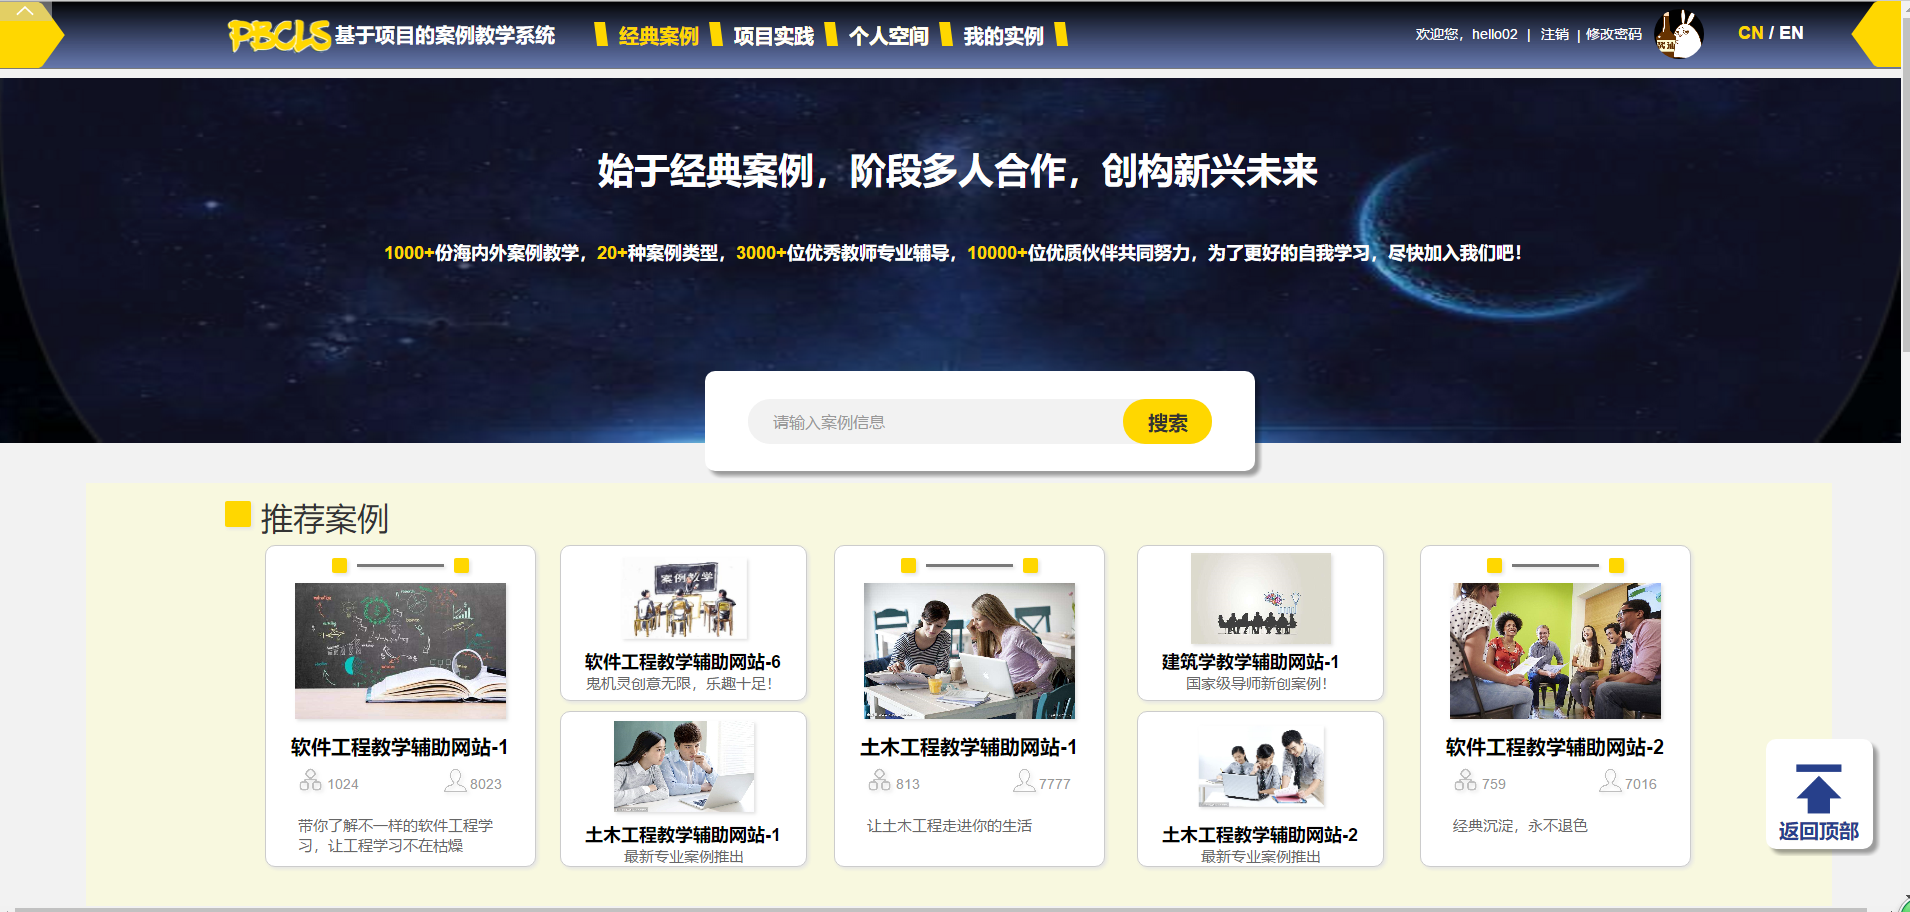 PBCLS 基于项目的案例教学系统 经典案例 项目实践 个人空间 我的实例 欢迎您，hello02 | 注销 | 修改密码 CN / EN
始于经典案例，阶段多人合作，创构新兴未来
1000+份海内外案例教学，20+种案例类型，3000+位优秀教师专业辅导，10000+位优质伙伴共同努力，为了更好的自我学习，尽快加入我们吧！
请输入案例信息 搜索
推荐案例
软件工程教学辅助网站-1
1024 8023
带你了解不一样的软件工程学
习，让工程学习不在枯燥
案例教学
软件工程教学辅助网站-6
鬼机灵创意无限，乐趣十足！
土木工程教学辅助网站-1
最新专业案例推出
土木工程教学辅助网站-1
813 7777
让土木工程走进你的生活
建筑学教学辅助网站-1
国家级导师新创案例！
土木工程教学辅助网站-2
最新专业案例推出
软件工程教学辅助网站-2
759 7016
经典沉淀，永不退色
返回顶部